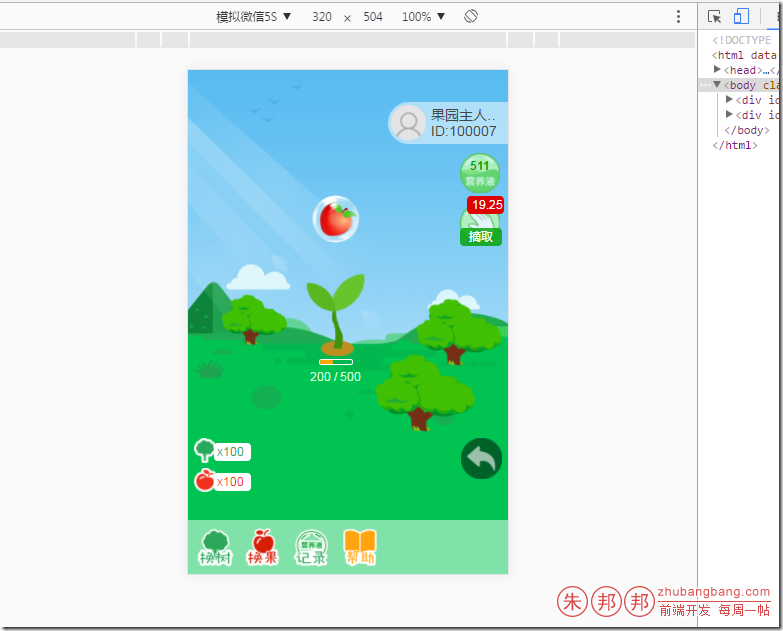 模拟微信5S ▼ 320 × 504 100% ▼
<!DOCTYPE
<html data
▶<head>…</
▼<body cla
▶<div id
▶<div id
</body>
</html>
果园主人..
ID:100007
511
营养液
19.25
摘取
200 / 500
x100
x100
换树 换果 营养液 记录 帮助
朱邦邦
zhubangbang.com
前端开发 每周一帖